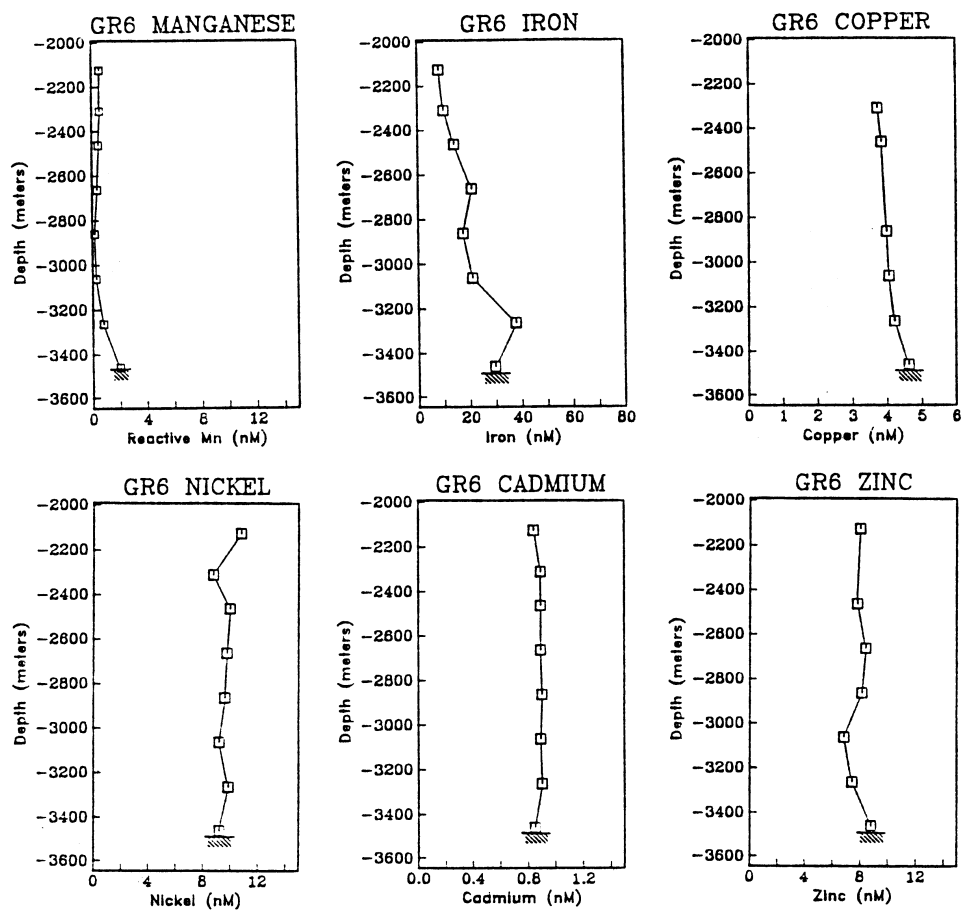 GR6 MANGANESE
-2000
-2200
-2400
-2600
-2800
-3000
-3200
-3400
-3600
Depth (meters)
0 4 8 12
Reactive Mn (nM)
GR6 IRON
-2000
-2200
-2400
-2600
-2800
-3000
-3200
-3400
-3600
Depth (meters)
0 20 40 60 80
Iron (nM)
GR6 COPPER
-2000
-2200
-2400
-2600
-2800
-3000
-3200
-3400
-3600
Depth (meters)
0 1 2 3 4 5 6
Copper (nM)
GR6 NICKEL
-2000
-2200
-2400
-2600
-2800
-3000
-3200
-3400
-3600
Depth (meters)
0 4 8 12
Nickel (nM)
GR6 CADMIUM
-2000
-2200
-2400
-2600
-2800
-3000
-3200
-3400
-3600
Depth (meters)
0.0 0.4 0.8 1.2
Cadmium (nM)
GR6 ZINC
-2000
-2200
-2400
-2600
-2800
-3000
-3200
-3400
-3600
Depth (meters)
0 4 8 12
Zinc (nM)